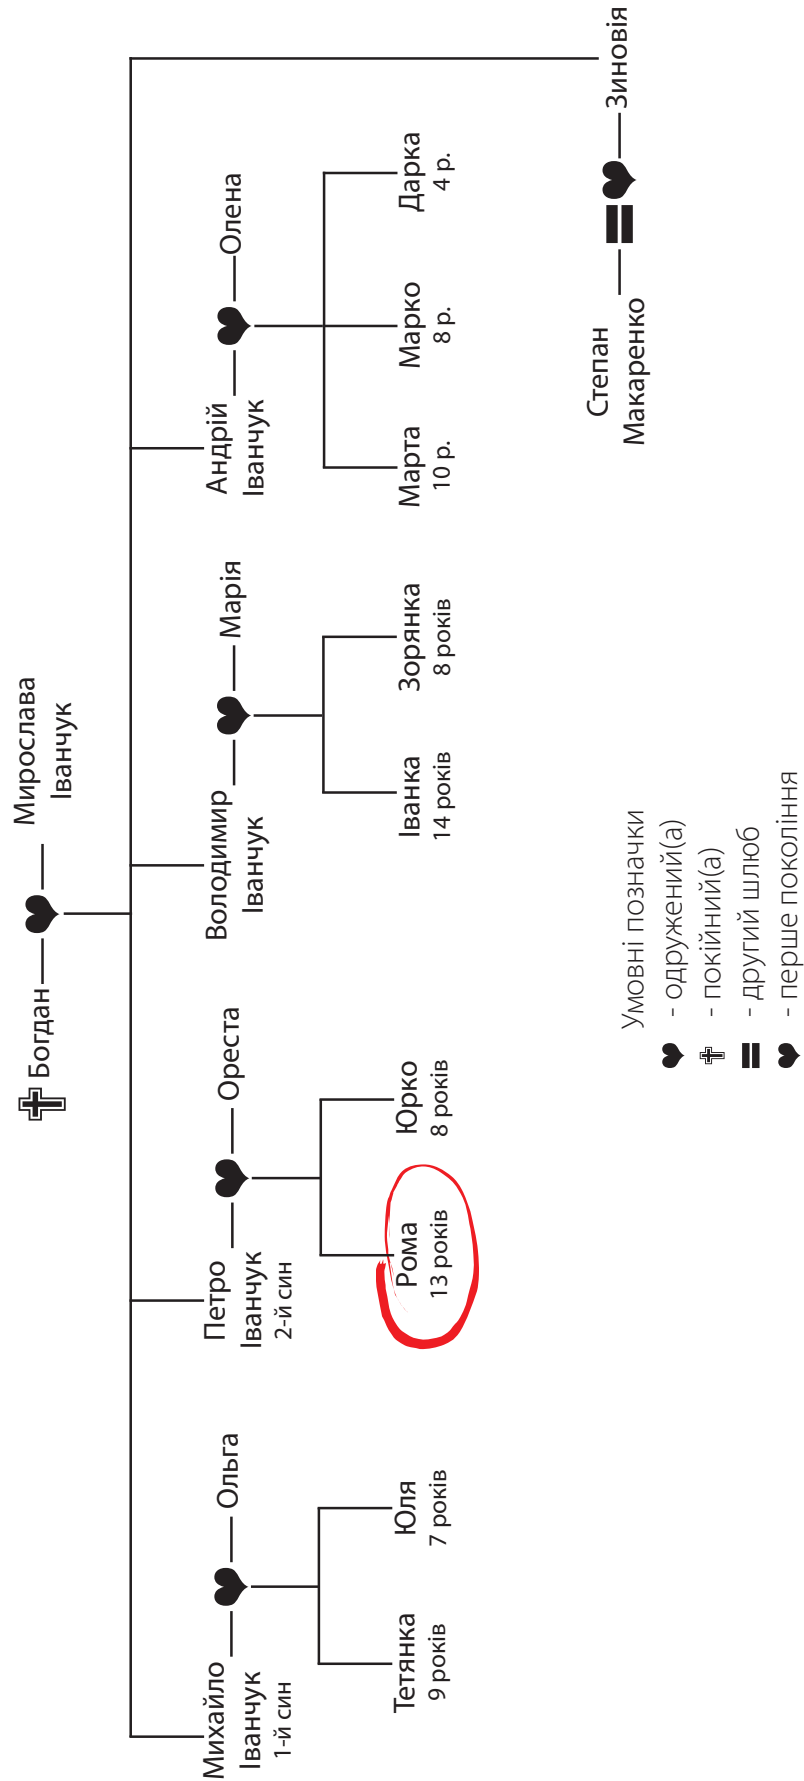 Богдан
Мирослава
Іванчук
Михайло
Іванчук
1-й син
Ольга
Тетянка
9 років
Юля
7 років
Петро
Іванчук
2-й син
Ореста
Рома
13 років
Юрко
8 років
Володимир
Іванчук
Марія
Іванка
14 років
Зорянка
8 років
Андрій
Іванчук
Олена
Марта
10 р.
Марко
8 р.
Дарка
4 р.
Степан
Макаренко
Зиновія
Умовні позначки
- одружений(а)
- покійний(а)
- другий шлюб
- перше покоління